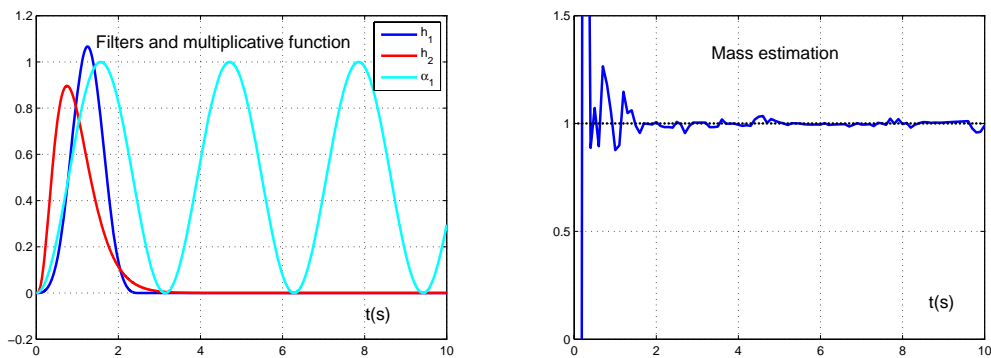 Filters and multiplicative function
h1
h2
α1
1.2
1
0.8
0.6
0.4
0.2
0
−0.2
0 2 4 6 8 10
t(s)
Mass estimation
1.5
1
0.5
0
0 2 4 6 8 10
t(s)